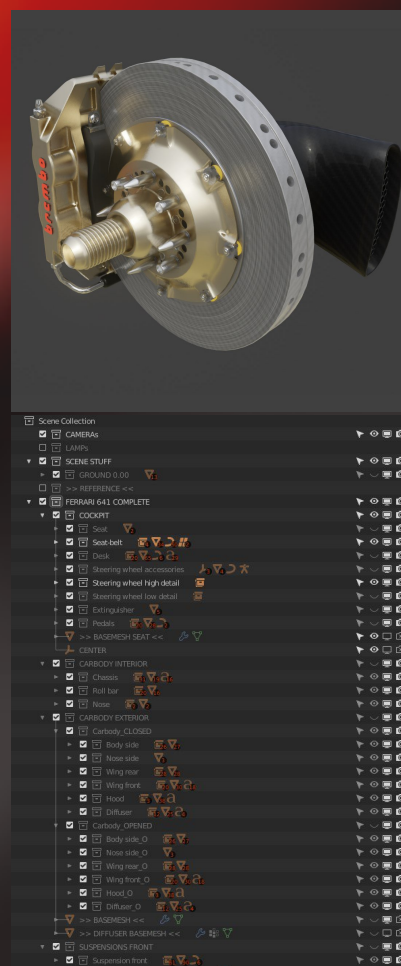 brembo
Scene Collection
CAMERAs
LAMPs
SCENE STUFF
GROUND 0.00
>> REFERENCE <<
FERRARI 641 COMPLETE
COCKPIT
Seat
Seat-belt
Desk
Steering wheel accessories
Steering wheel high detail
Steering wheel low detail
Extinguisher
Pedals
>> BASEMESH SEAT <<
CENTER
CARBODY INTERIOR
Chassis
Roll bar
Nose
CARBODY EXTERIOR
Carbody_CLOSED
Body side
Nose side
Wing rear
Wing front
Hood
Diffuser
Carbody_OPENED
Body side_O
Nose side_O
Wing rear_O
Wing front_O
Hood_O
Diffuser_O
>> BASEMESH <<
>> DIFFUSER BASEMESH <<
SUSPENSIONS FRONT
Suspension front